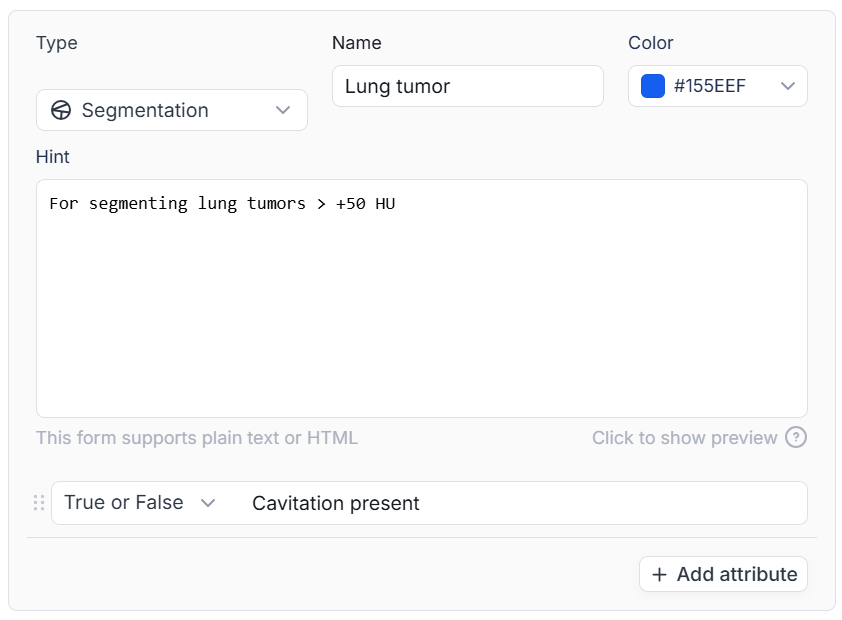 Type
Name
Color
Segmentation
Lung tumor
#155EEF
Hint
For segmenting lung tumors > +50 HU
This form supports plain text or HTML
Click to show preview ?
True or False
Cavitation present
+ Add attribute